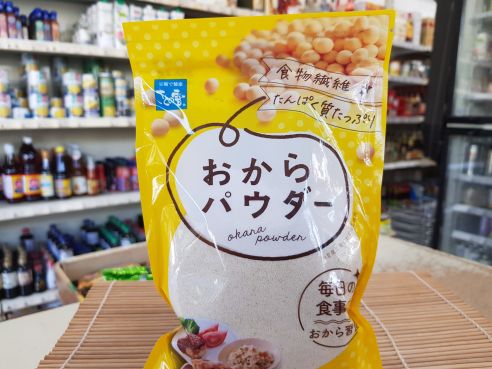 食物繊維
たんぱく質たっぷり
おから
パウダー
okara
powder
毎日の
食事
おから習